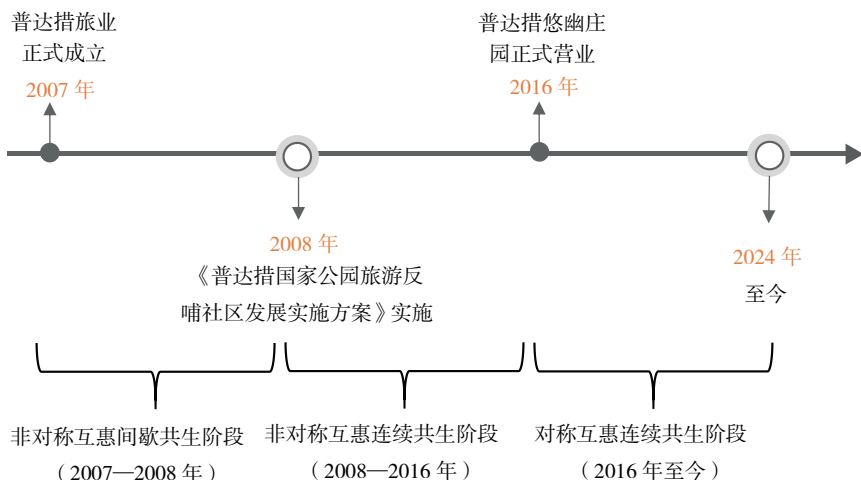 普达措旅业
正式成立
2007 年
普达措悠幽庄
园正式营业
2016 年
2008 年
《普达措国家公园旅游反
哺社区发展实施方案》实施
2024 年
至今
非对称互惠间歇共生阶段
（2007—2008 年）
非对称互惠连续共生阶段
（2008—2016 年）
对称互惠连续共生阶段
（2016 年至今）